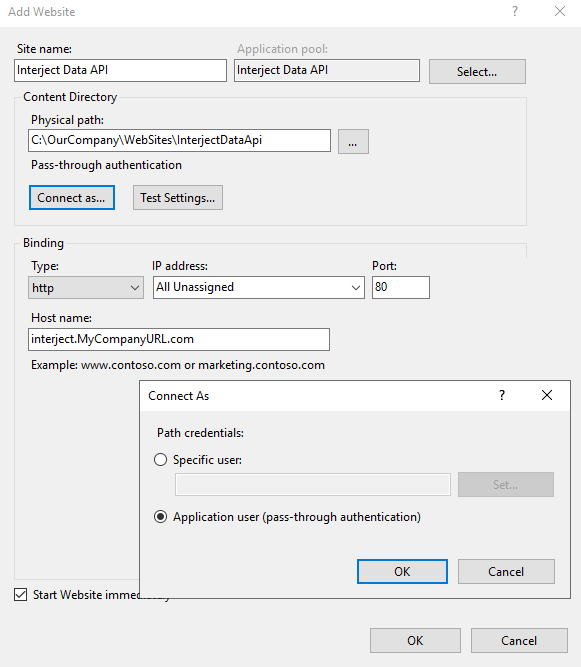 Add Website
?
Site name:
Application pool:
Interject Data API
Interject Data API
Select...
Content Directory
Physical path:
C:\OurCompany\WebSites\InterjectDataApi
...
Pass-through authentication
Connect as...
Test Settings...
Binding
Type:
IP address:
Port:
http
All Unassigned
80
Host name:
interject.MyCompanyURL.com
Example: www.contoso.com or marketing.contoso.com
Connect As
?
Path credentials:
Specific user:
Set...
Application user (pass-through authentication)
OK
Cancel
Start Website immediately
OK
Cancel